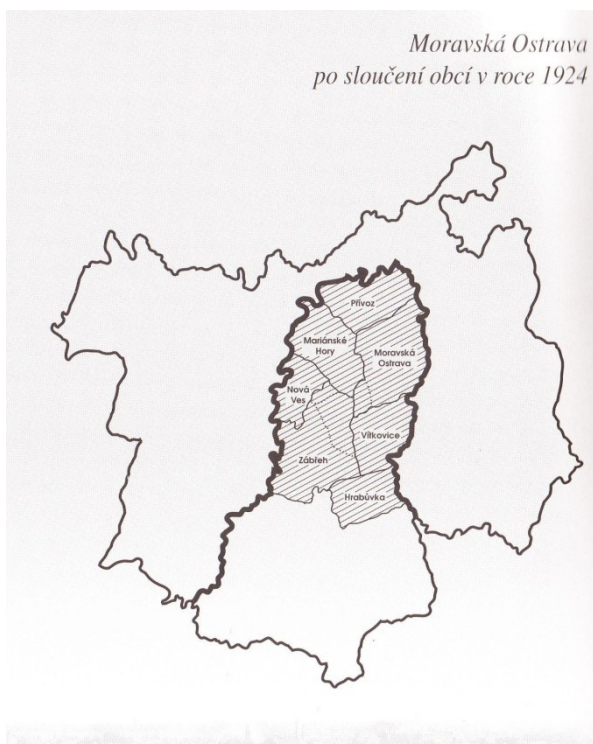 Moravská Ostrava
po sloučení obcí v roce 1924
Přívoz
Mariánské
Hory
Moravská
Ostrava
Nová
Ves
Vítkovice
Zábřeh
Hrabůvka